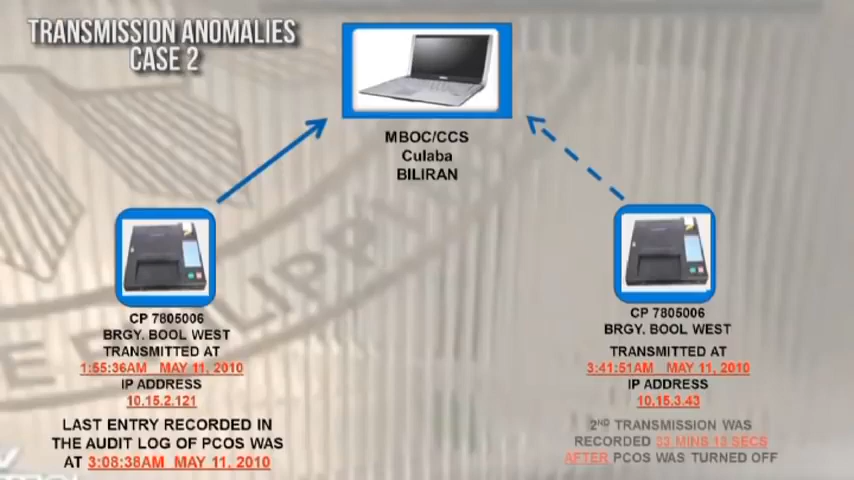 TRANSMISSION ANOMALIES
CASE 2
MBOC/CCS
Culaba
BILIRAN
CP 7805006
BRGY. BOOL WEST
TRANSMITTED AT
1:55:36AM MAY 11, 2010
IP ADDRESS
10.15.2.121
LAST ENTRY RECORDED IN
THE AUDIT LOG OF PCOS WAS
AT 3:08:38AM MAY 11, 2010
CP 7805006
BRGY. BOOL WEST
TRANSMITTED AT
3:41:51AM MAY 11, 2010
IP ADDRESS
10.15.3.43
2ND TRANSMISSION WAS
RECORDED 33 MINS 13 SECS
AFTER PCOS WAS TURNED OFF